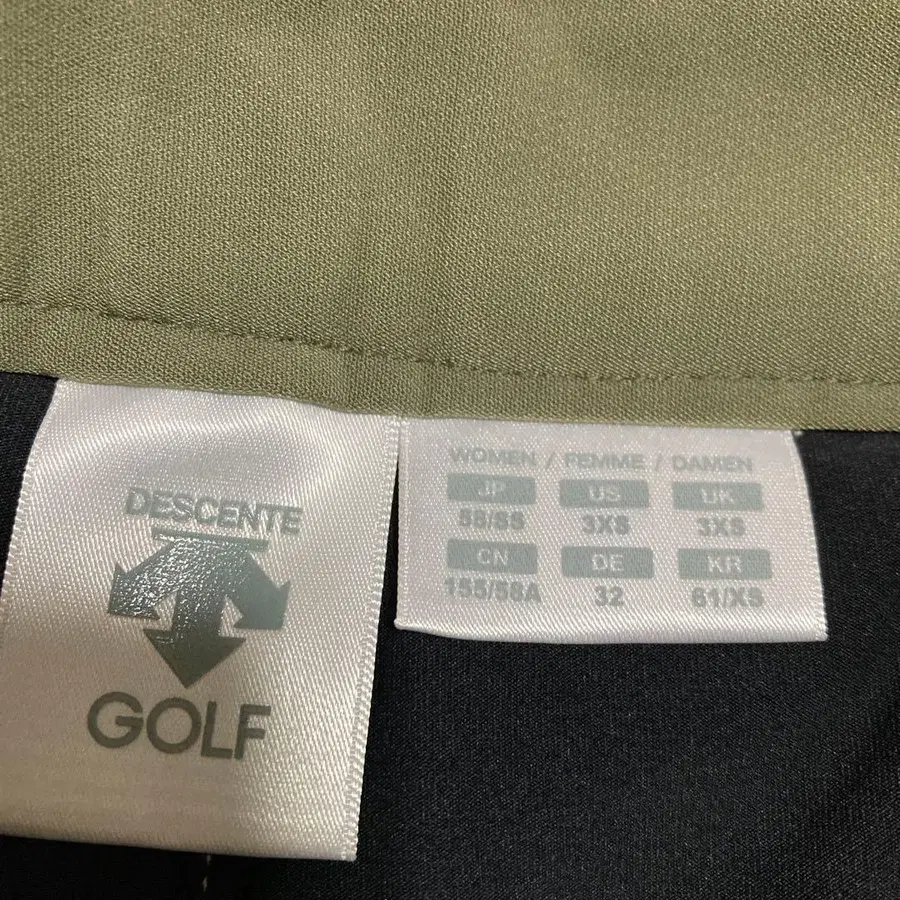 DESCENTE
GOLF
WOMEN / FEMME / DAMEN
JP US UK
58/SS 3XS 3XS
CN DE KR
155/58A 32 61/XS